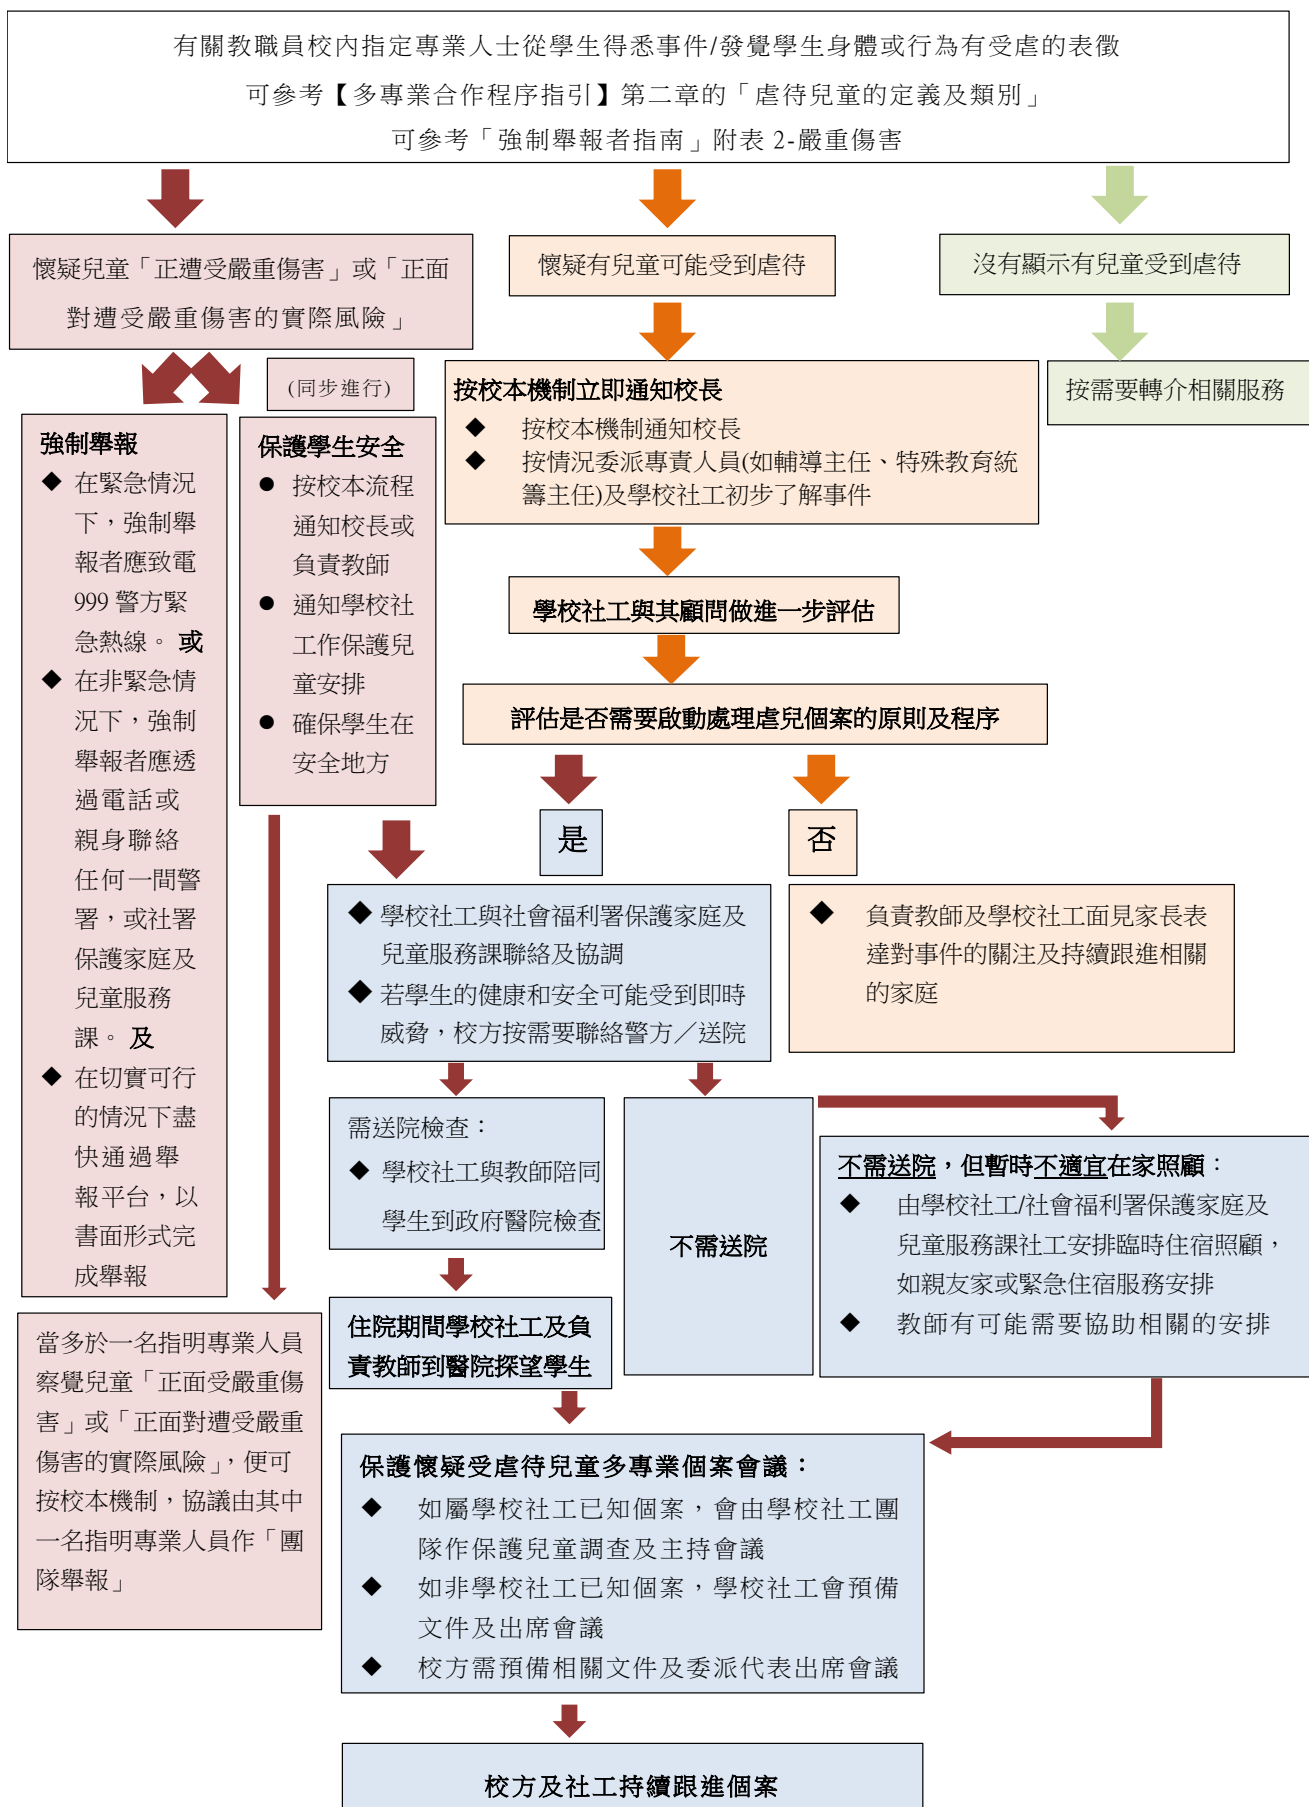 有關教職員校內指定專業人士從學生得悉事件/發覺學生身體或行為有受虐的表徵
可參考【多專業合作程序指引】第二章的「虐待兒童的定義及類別」
可參考「強制舉報者指南」附表 2-嚴重傷害
懷疑兒童「正遭受嚴重傷害」或「正面
對遭受嚴重傷害的實際風險」
懷疑有兒童可能受到虐待
沒有顯示有兒童受到虐待
(同步進行)
按校本機制立即通知校長
◆ 按校本機制通知校長
◆ 按情況委派專責人員(如輔導主任、特殊教育統
籌主任)及學校社工初步了解事件
按需要轉介相關服務
強制舉報
◆ 在緊急情況
下，強制舉
報者應致電
999 警方緊
急熱線。 或
◆ 在非緊急情
況下，強制
舉報者應透
過電話或
親身聯絡
任何一間警
署，或社署
保護家庭及
兒童服務
課。 及
◆ 在切實可行
的情況下盡
快通過舉
報平台，以
書面形式完
成舉報
保護學生安全
● 按校本流程
通知校長或
負責教師
● 通知學校社
工作保護兒
童安排
● 確保學生在
安全地方
學校社工與其顧問做進一步評估
評估是否需要啟動處理虐兒個案的原則及程序
是
否
◆ 學校社工與社會福利署保護家庭及
兒童服務課聯絡及協調
◆ 若學生的健康和安全可能受到即時
威脅，校方按需要聯絡警方／送院
◆ 負責教師及學校社工面見家長表
達對事件的關注及持續跟進相關
的家庭
需送院檢查：
◆ 學校社工與教師陪同
學生到政府醫院檢查
不需送院
不需送院，但暫時不適宜在家照顧：
◆ 由學校社工/社會福利署保護家庭及
兒童服務課社工安排臨時住宿照顧，
如親友家或緊急住宿服務安排
◆ 教師有可能需要協助相關的安排
住院期間學校社工及負
責教師到醫院探望學生
當多於一名指明專業人員
察覺兒童「正面受嚴重傷
害」或「正面對遭受嚴重
傷害的實際風險」，便可
按校本機制，協議由其中
一名指明專業人員作「團
隊舉報」
保護懷疑受虐待兒童多專業個案會議：
◆ 如屬學校社工已知個案，會由學校社工團
隊作保護兒童調查及主持會議
◆ 如非學校社工已知個案，學校社工會預備
文件及出席會議
◆ 校方需預備相關文件及委派代表出席會議
校方及社工持續跟進個案